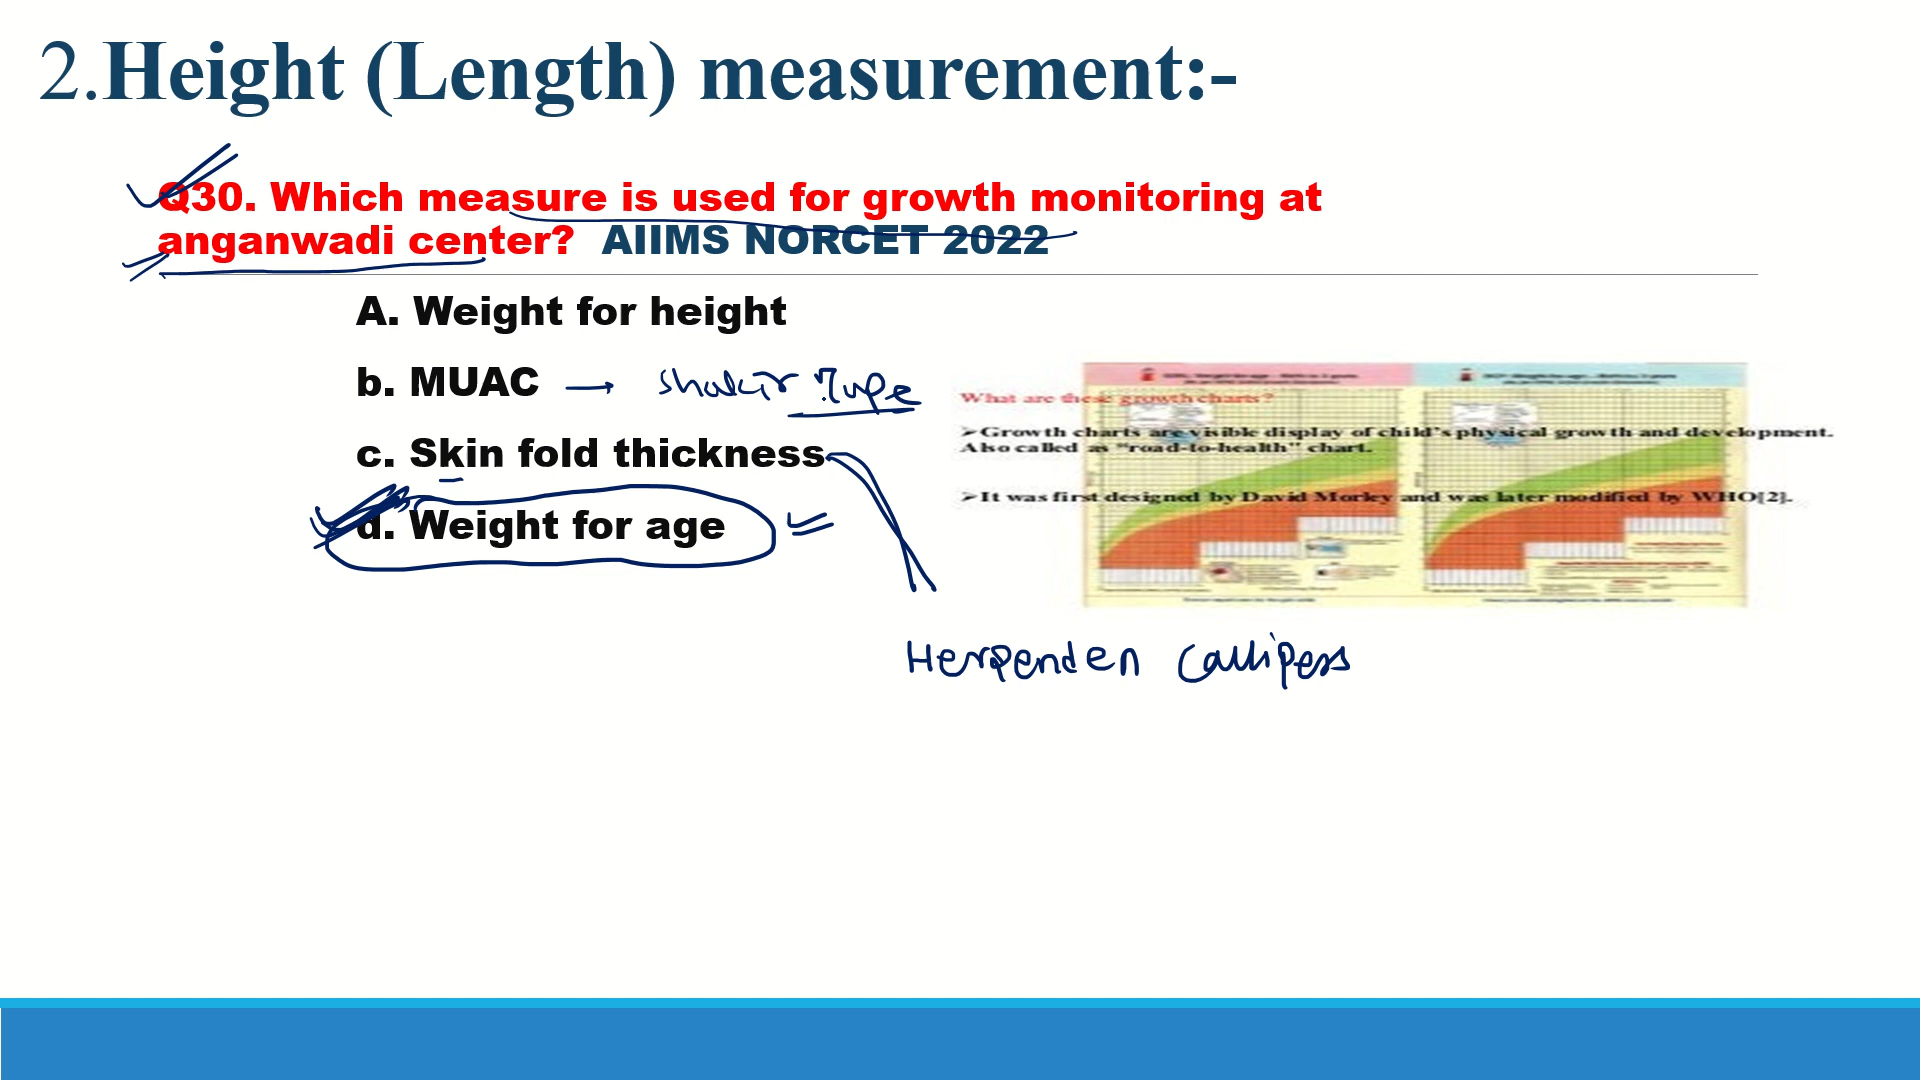 2.Height (Length) measurement:-
Q30. Which measure is used for growth monitoring at
anganwadi center? AIIMS NORCET 2022
A. Weight for height
b. MUAC → Shakir Tape
c. Skin fold thickness
d. Weight for age
What are these growth charts?
➢Growth charts are visible display of child's physical growth and development.
Also called as "road-to-health" chart.
➢It was first designed by David Morley and was later modified by WHO[2].
Herpenden Callipers